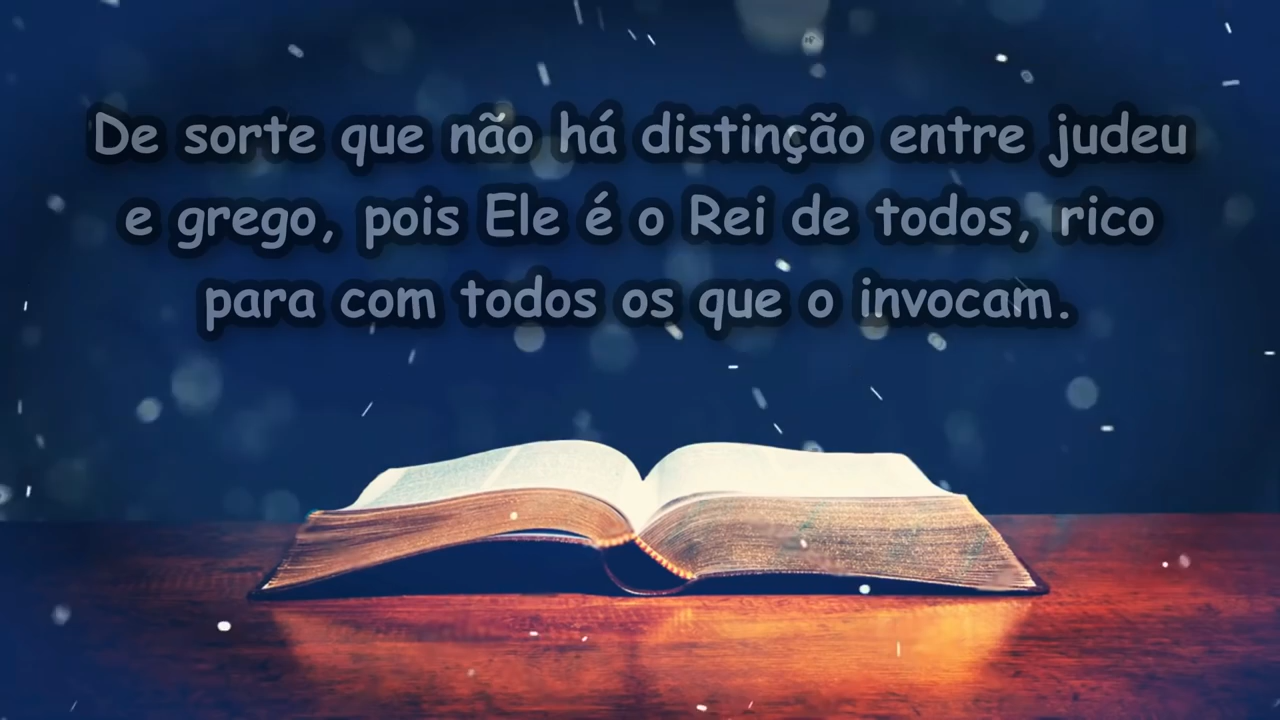 De sorte que não há distinção entre judeu
e grego, pois Ele é o Rei de todos, rico
para com todos os que o invocam.